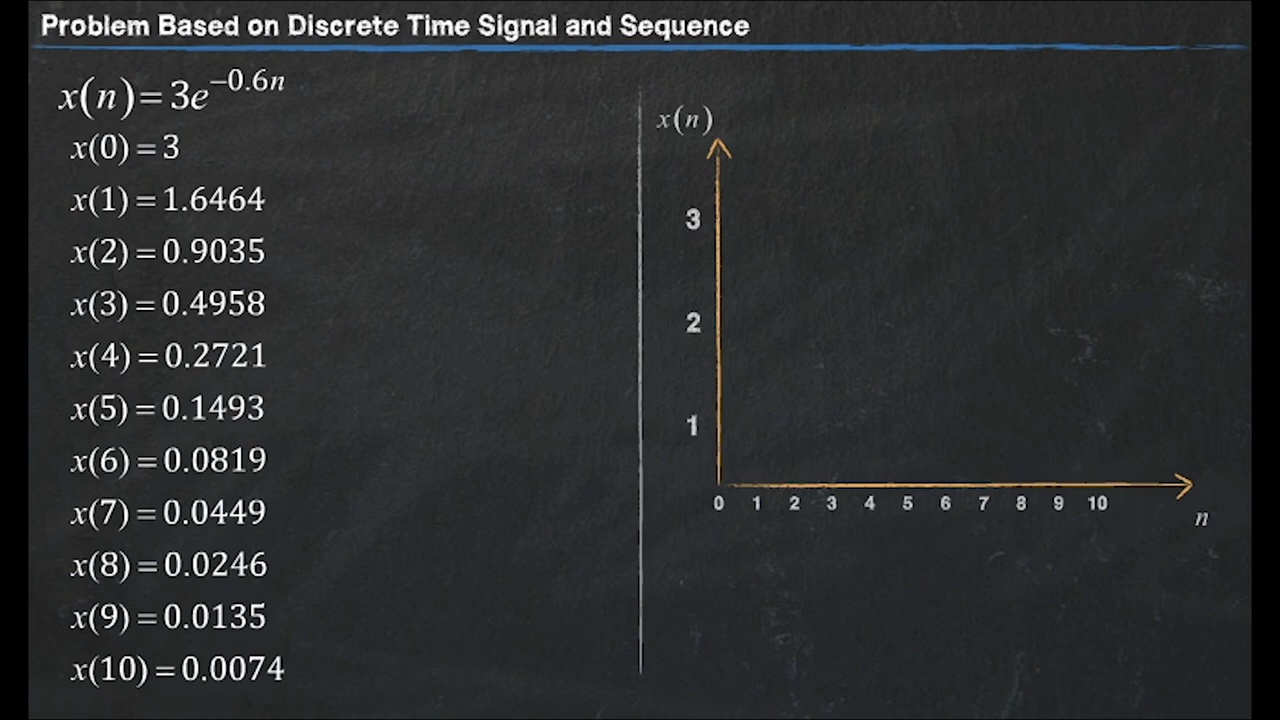 Problem Based on Discrete Time Signal and Sequence
x(n) = 3e^{−0.6n}
x(0) = 3
x(1) = 1.6464
x(2) = 0.9035
x(3) = 0.4958
x(4) = 0.2721
x(5) = 0.1493
x(6) = 0.0819
x(7) = 0.0449
x(8) = 0.0246
x(9) = 0.0135
x(10) = 0.0074
x(n)
3
2
1
0 1 2 3 4 5 6 7 8 9 10
n